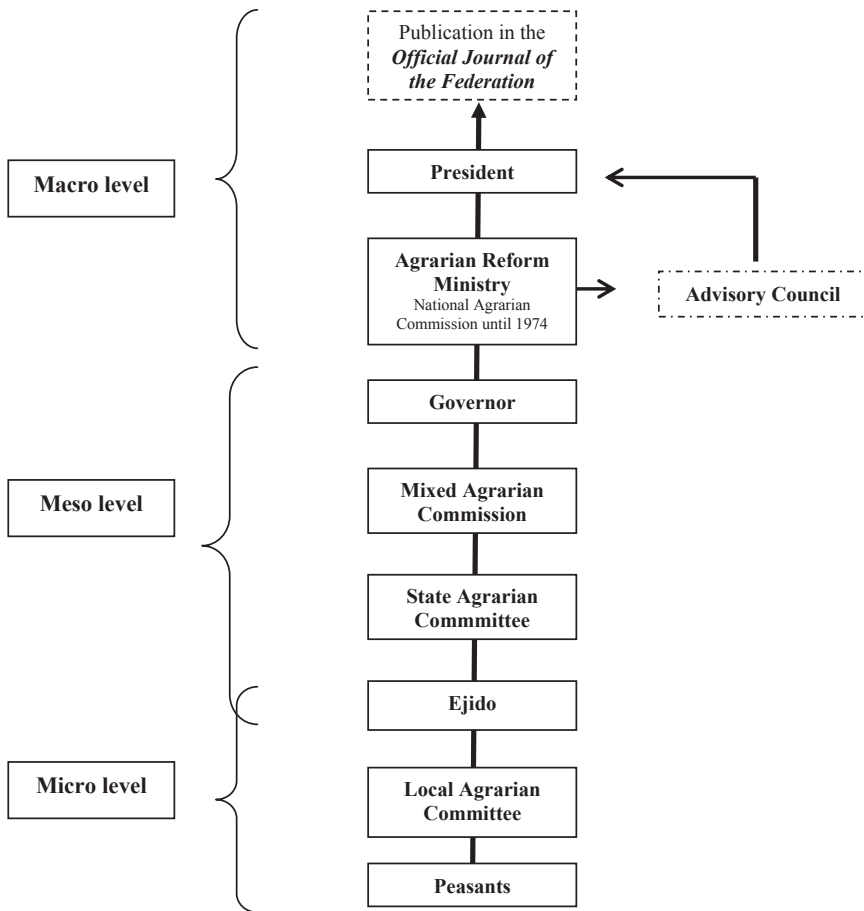 Publication in the
Official Journal of
the Federation
Macro level
President
Agrarian Reform
Ministry
National Agrarian
Commission until 1974
Advisory Council
Governor
Meso level
Mixed Agrarian
Commission
State Agrarian
Commmittee
Ejido
Micro level
Local Agrarian
Committee
Peasants